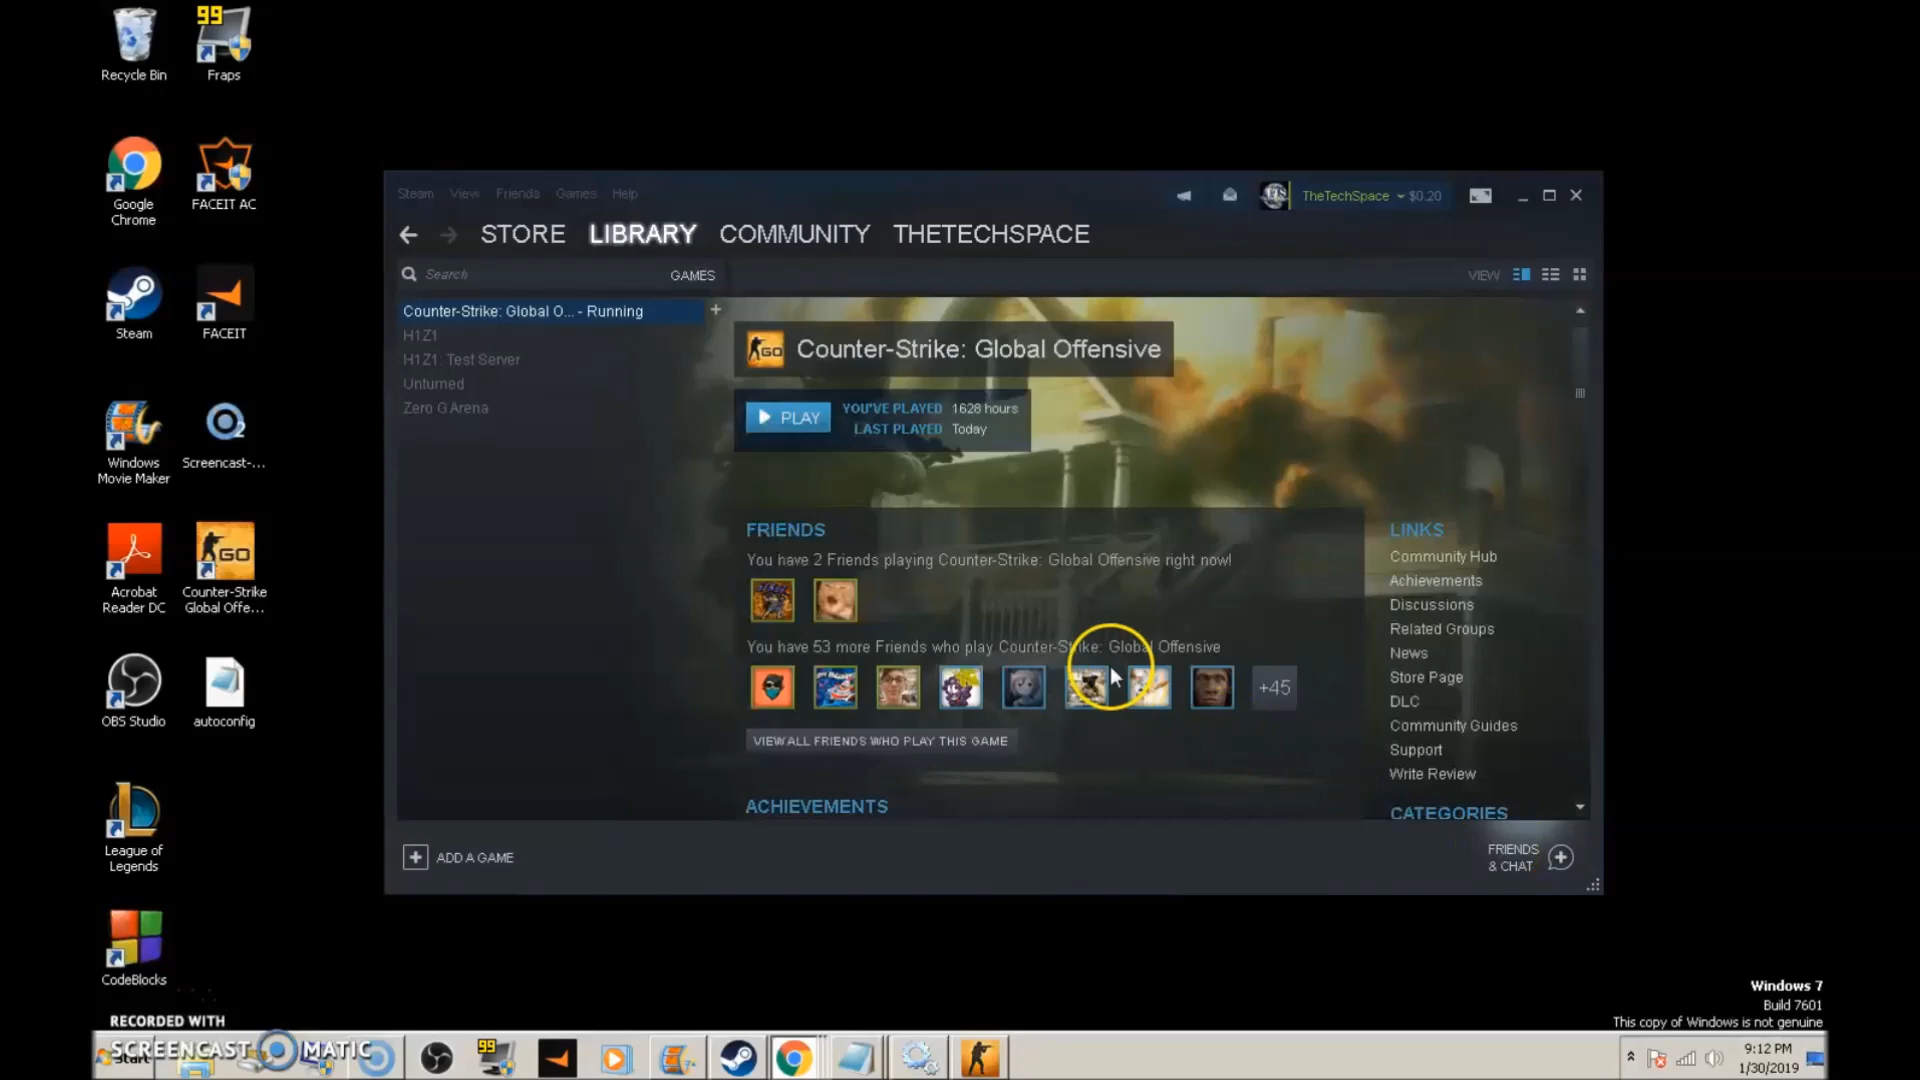 Recycle Bin
99
Fraps
Google
Chrome
FACEIT AC
Steam
FACEIT
Windows
Movie Maker
Screencast-...
Acrobat
Reader DC
GO
Counter-Strike
Global Offe...
OBS Studio
autoconfig
League of
Legends
CodeBlocks
Steam View Friends Games Help
TheTechSpace $0.20
STORE LIBRARY COMMUNITY THETECHSPACE
Search
GAMES
VIEW
Counter-Strike: Global O... - Running
H1Z1
H1Z1: Test Server
Unturned
Zero G Arena
GO
Counter-Strike: Global Offensive
PLAY
YOU'VE PLAYED 1628 hours
LAST PLAYED Today
FRIENDS
You have 2 Friends playing Counter-Strike: Global Offensive right now!
You have 53 more Friends who play Counter-Strike: Global Offensive
+45
VIEW ALL FRIENDS WHO PLAY THIS GAME
ACHIEVEMENTS
LINKS
Community Hub
Achievements
Discussions
Related Groups
News
Store Page
DLC
Community Guides
Support
Write Review
CATEGORIES
+ ADD A GAME
FRIENDS
& CHAT
Windows 7
Build 7601
This copy of Windows is not genuine
RECORDED WITH
SCREENCAST MATIC
Start
99
9:12 PM
1/30/2019